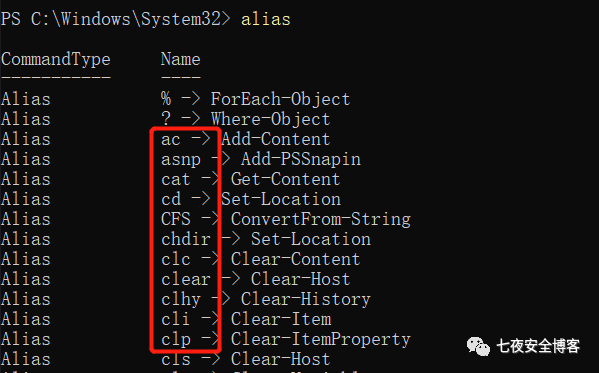 PS C:\Windows\System32> alias
CommandType Name
----------- ----
Alias % -> ForEach-Object
Alias ? -> Where-Object
Alias ac -> Add-Content
Alias asnp -> Add-PSSnapin
Alias cat -> Get-Content
Alias cd -> Set-Location
Alias CFS -> ConvertFrom-String
Alias chdir -> Set-Location
Alias clc -> Clear-Content
Alias clear -> Clear-Host
Alias clhy -> Clear-History
Alias cli -> Clear-Item
Alias clp -> Clear-ItemProperty
Alias cls -> Clear-Host
七夜安全博客